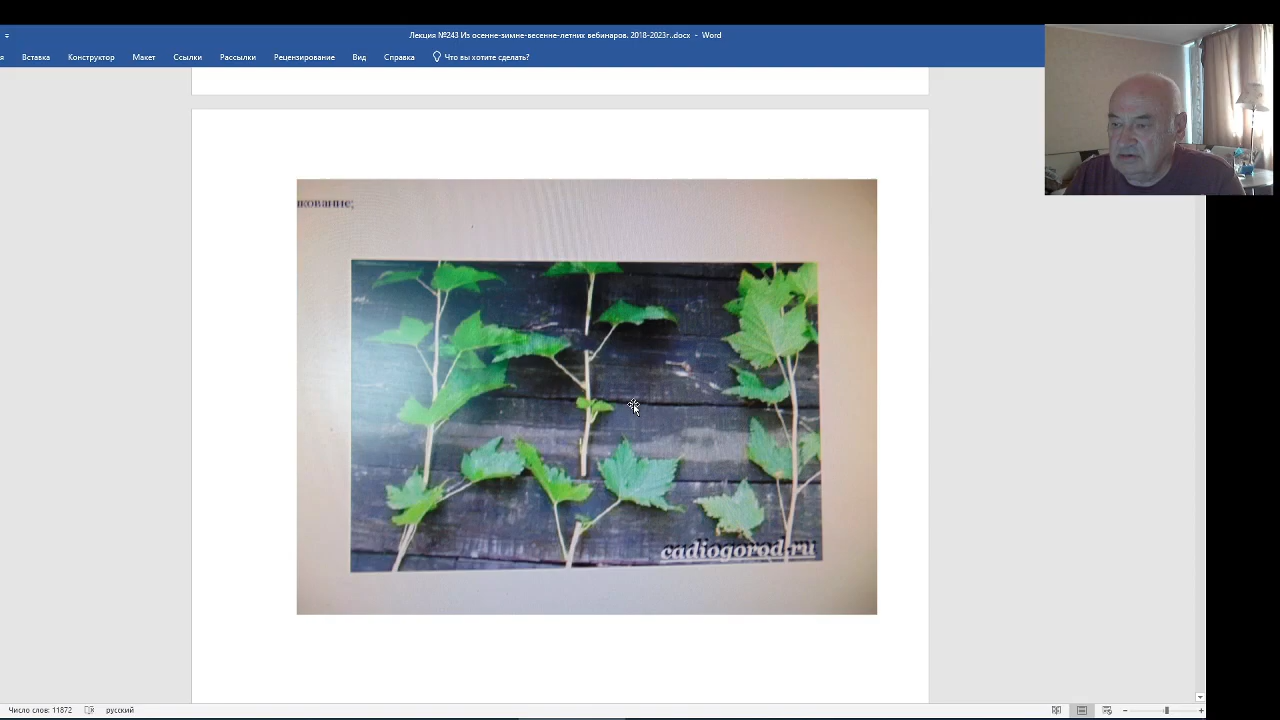 Лекция №243 Из осенне-зимне-весенне-летних вебинаров. 2018-2023г..docx - Word
Вставка Конструктор Макет Ссылки Рассылки Рецензирование Вид Справка Что вы хотите сделать?
икование;
cadiogorod.ru
Число слов: 11872 русский